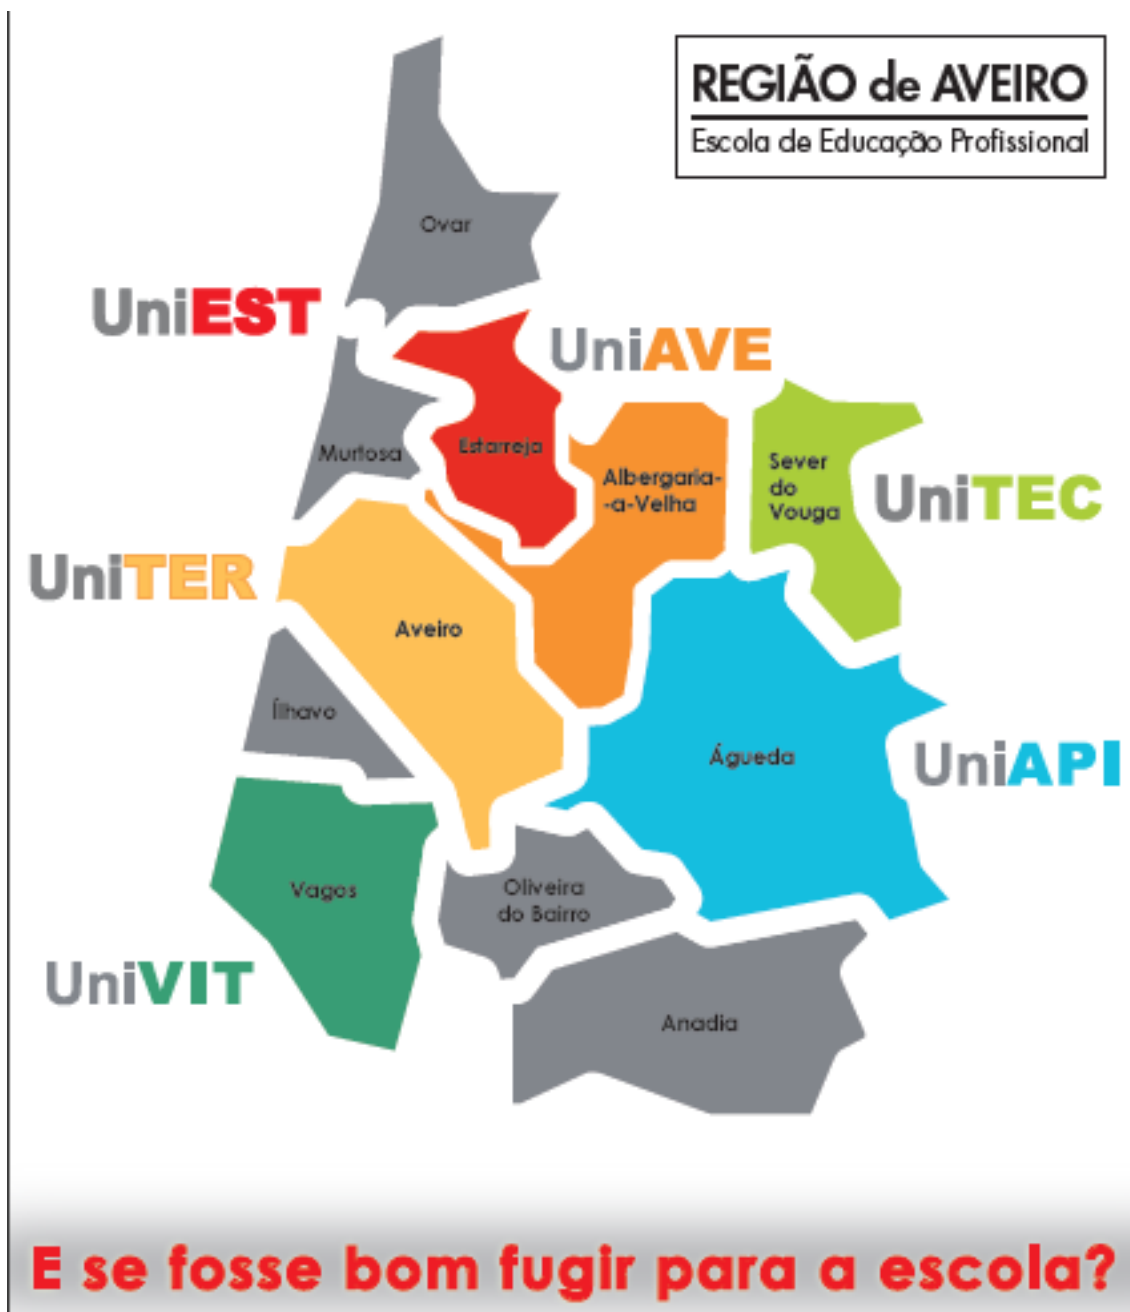 REGIÃO de AVEIRO
Escola de Educação Profissional
Ovar
UniEST
UniAVE
Murtosa
Estarreja
Albergaria-
-a-Velha
Sever
do
Vouga
UniTEC
UniTER
Aveiro
Ílhavo
Águeda
UniAPI
Vagos
Oliveira
do Bairro
UniVIT
Anadia
E se fosse bom fugir para a escola?